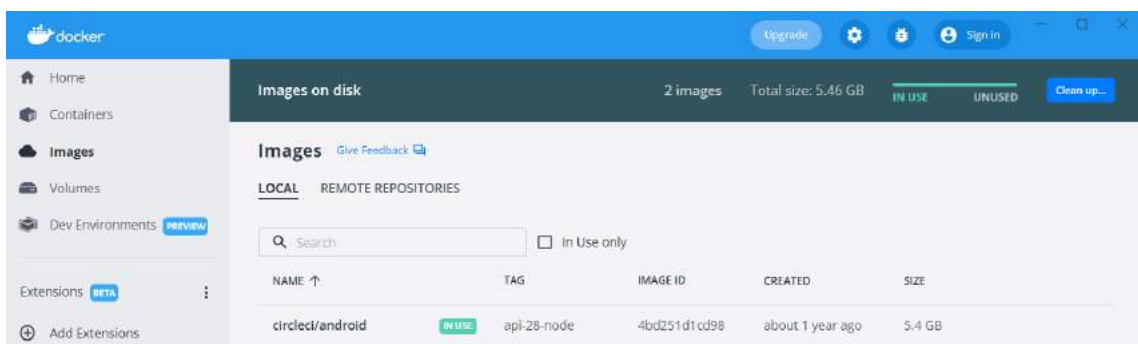 docker
Upgrade
Sign in
Home
Containers
Images
Volumes
Dev Environments PREVIEW
Extensions BETA
Add Extensions
Images on disk
2 images
Total size: 5.46 GB
IN USE
UNUSED
Clean up...
Images Give Feedback
LOCAL REMOTE REPOSITORIES
Search
In Use only
NAME TAG IMAGE ID CREATED SIZE
circleci/android IN USE api-28-node 4bd251d1cd98 about 1 year ago 5.4 GB